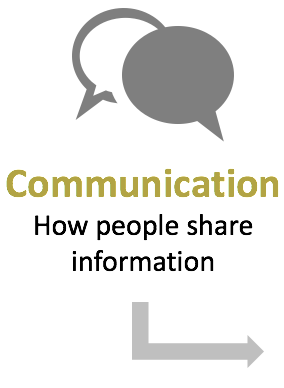 Communication
How people share
information